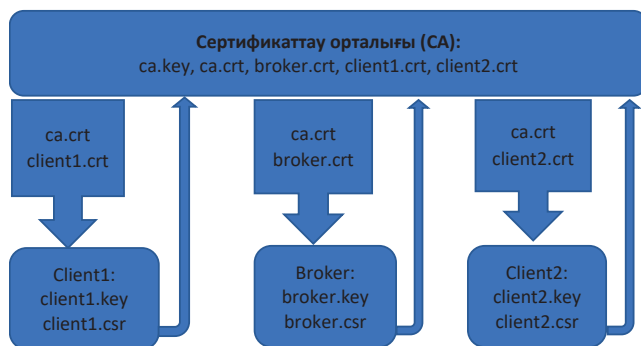 Сертификаттау орталығы (CA):
ca.key, ca.crt, broker.crt, client1.crt, client2.crt
ca.crt
client1.crt
ca.crt
broker.crt
ca.crt
client2.crt
Client1:
client1.key
client1.csr
Broker:
broker.key
broker.csr
Client2:
client2.key
client2.csr